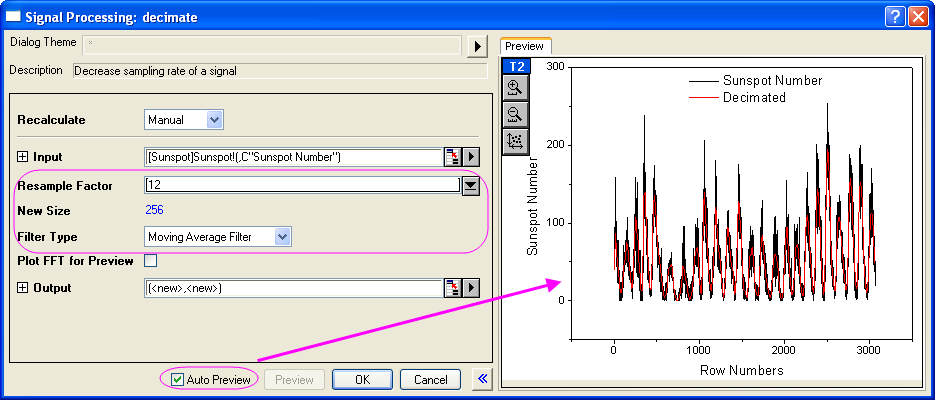 Signal Processing: decimate
Dialog Theme *
Description Decrease sampling rate of a signal
Recalculate Manual
Input [Sunspot]Sunspot!(,C"Sunspot Number")
Resample Factor 12
New Size 256
Filter Type Moving Average Filter
Plot FFT for Preview
Output (<new>,<new>)
Auto Preview Preview OK Cancel
Preview
T2
Sunspot Number
Decimated
300
200
100
0
Sunspot Number
0 1000 2000 3000
Row Numbers